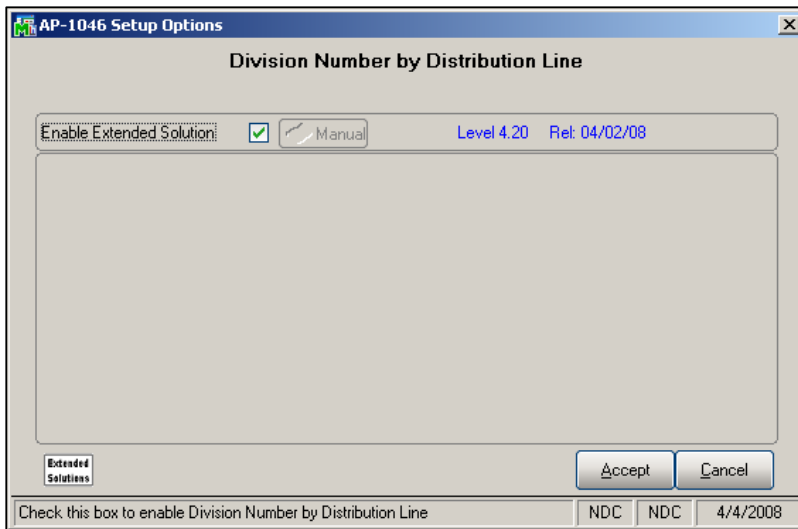 AP-1046 Setup Options
Division Number by Distribution Line
Enable Extended Solution Manual Level 4.20 Rel: 04/02/08
Extended
Solutions
Accept Cancel
Check this box to enable Division Number by Distribution Line NDC NDC 4/4/2008